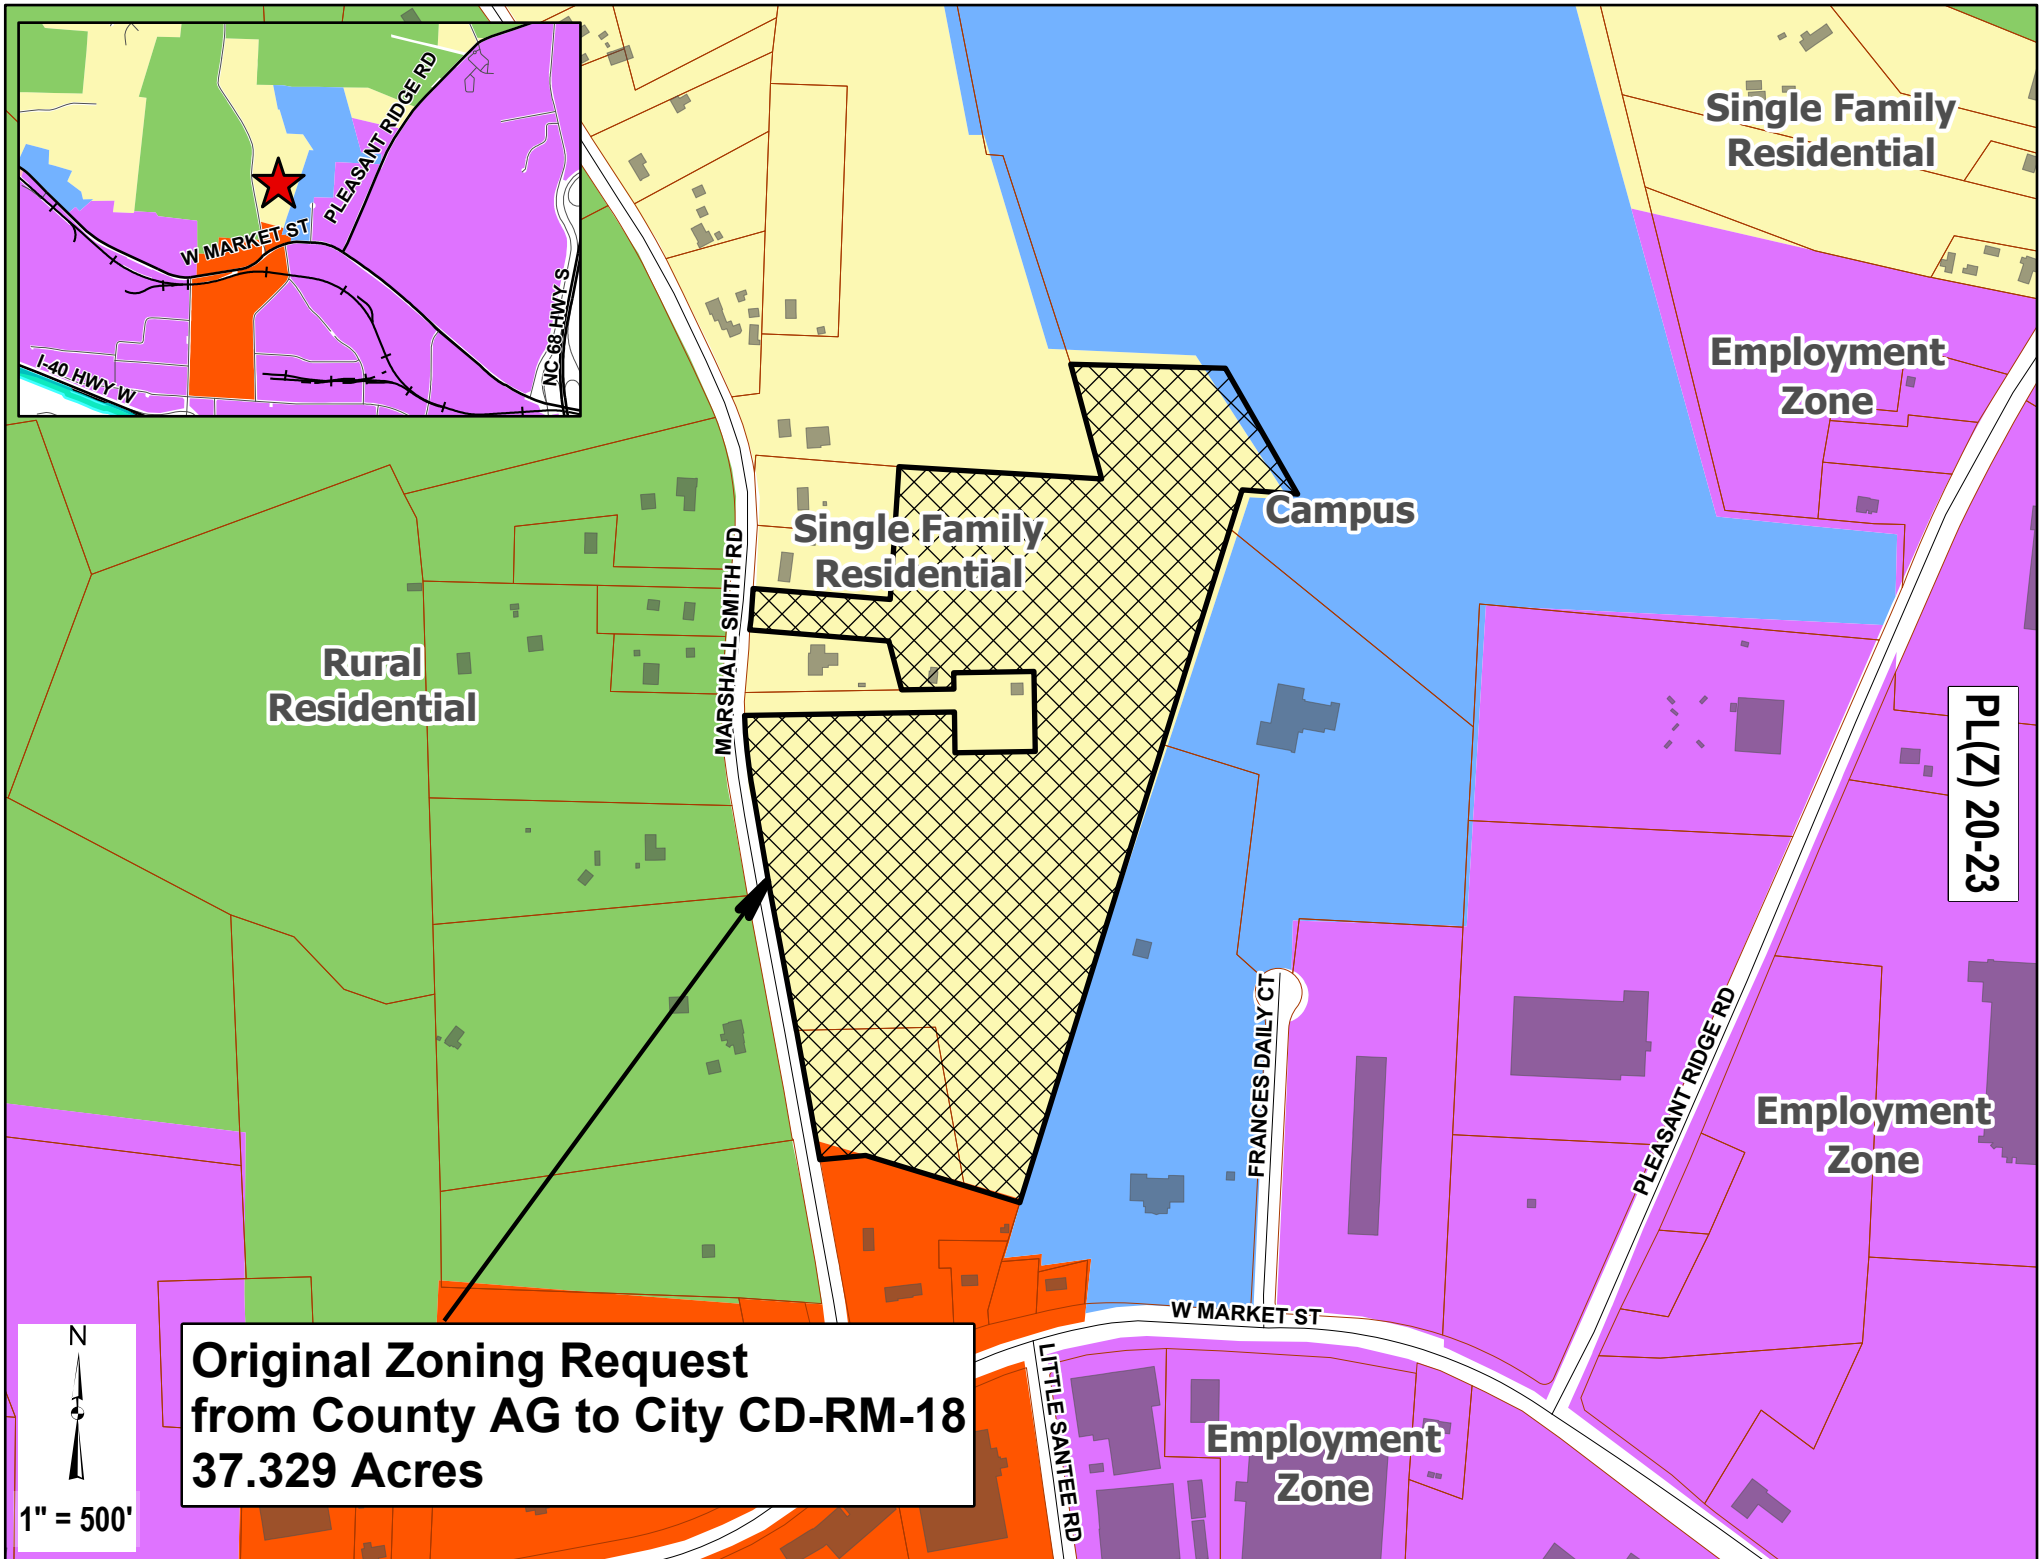 PLEASANT RIDGE RD
W MARKET ST
NC 68 HWY S
I-40 HWY W
Single Family
Residential
Employment
Zone
Campus
Single Family
Residential
MARSHALL SMITH RD
Rural
Residential
PL(Z) 20-23
FRANCES DAILY CT
PLEASANT RIDGE RD
Employment
Zone
W MARKET ST
LITTLE SANTEE RD
Employment
Zone
N
1" = 500'
Original Zoning Request
from County AG to City CD-RM-18
37.329 Acres